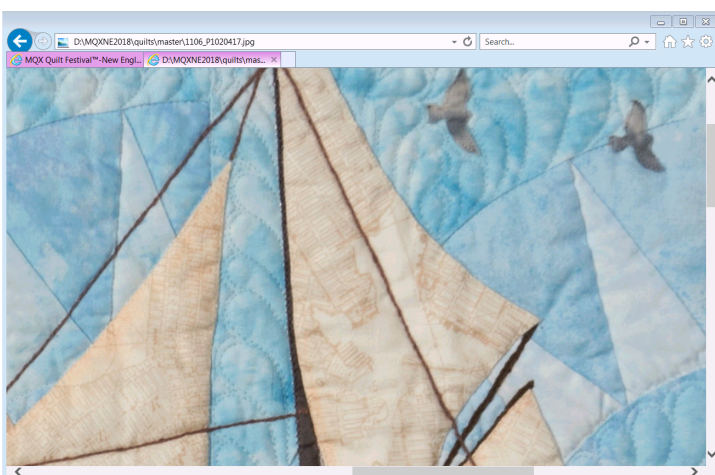 D:\MQXNE2018\quilts\master\1106_P1020417.jpg
Search...
MQX Quilt Festival™-New Engl...
D:\MQXNE2018\quilts\mas...